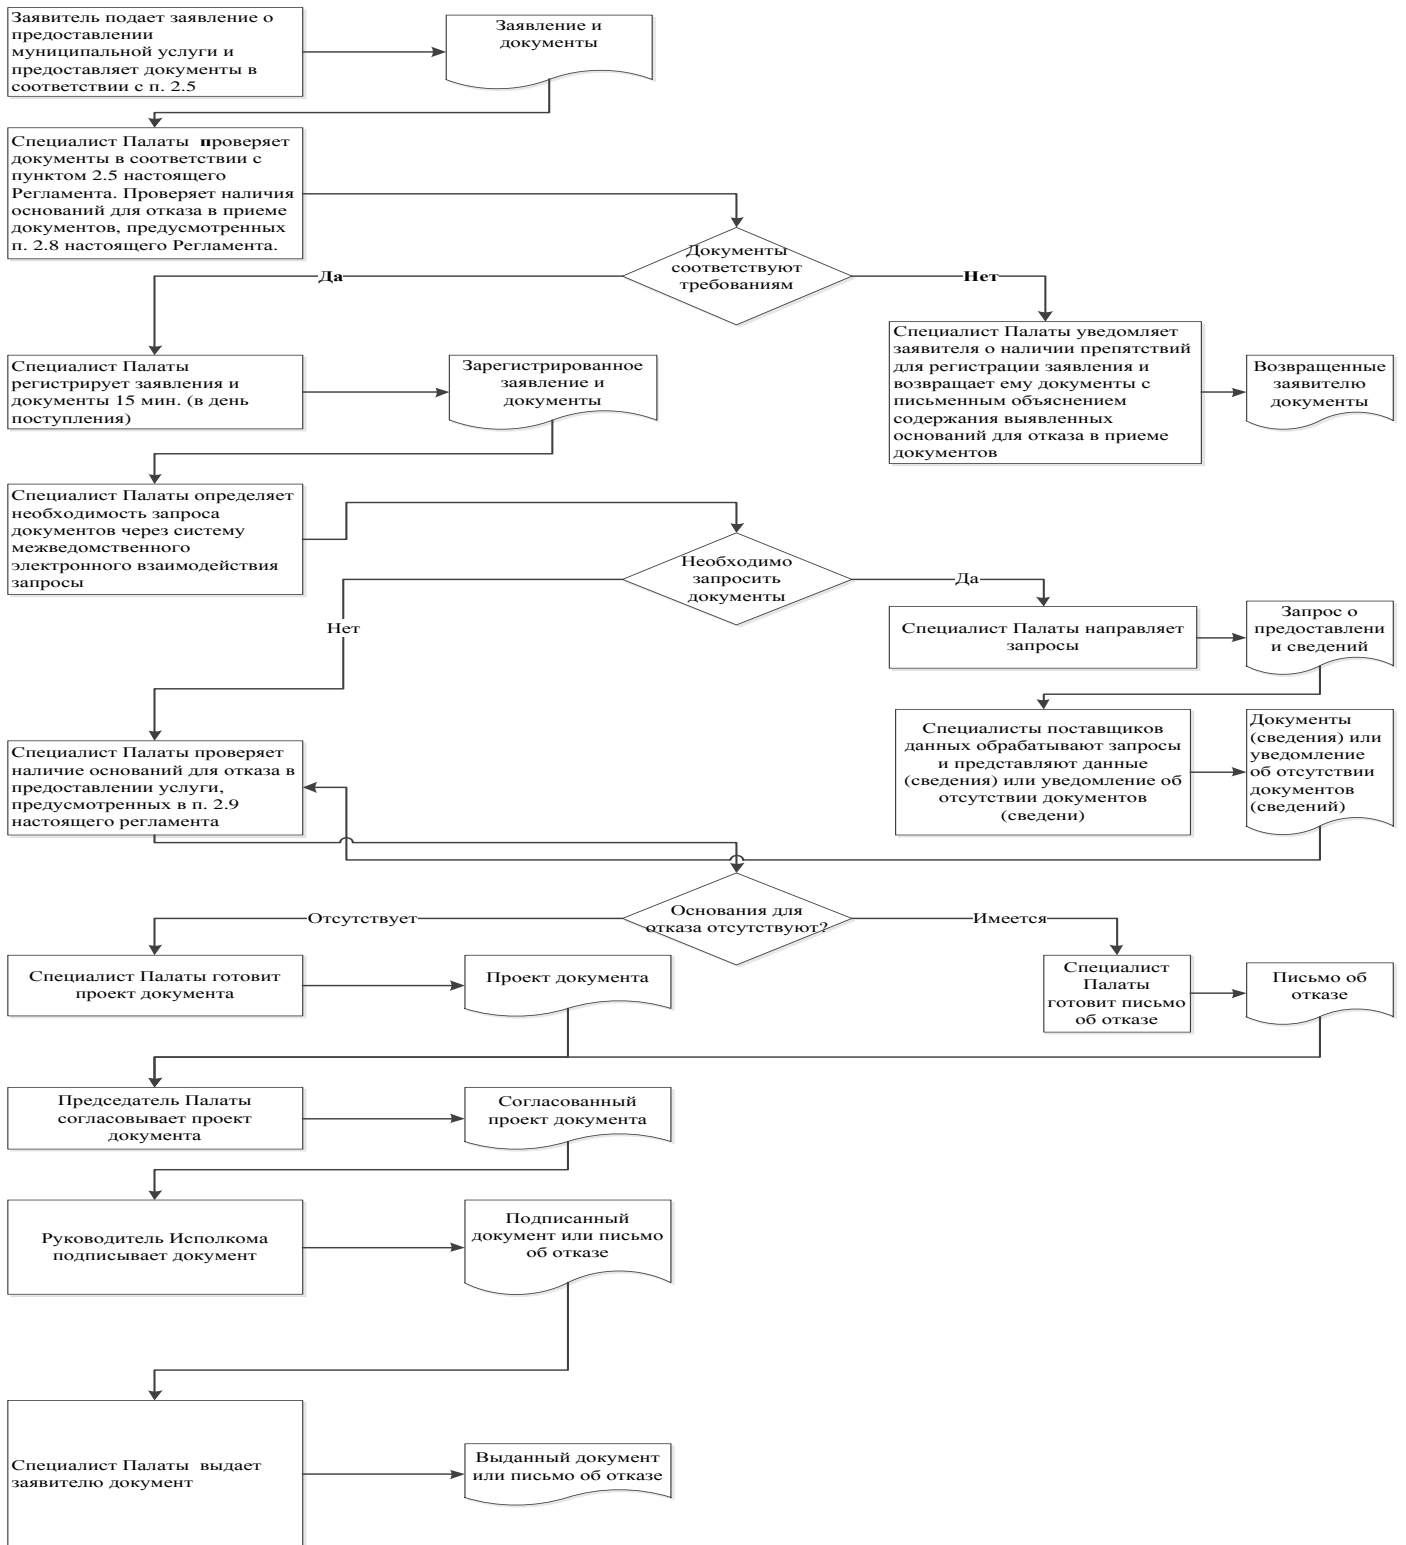 Заявитель подает заявление о
предоставлении
муниципальной услуги и
предоставляет документы в
соответствии с п. 2.5
Заявление и
документы
Специалист Палаты проверяет
документы в соответствии с
пунктом 2.5 настоящего
Регламента. Проверяет наличия
оснований для отказа в приеме
документов, предусмотренных
п. 2.8 настоящего Регламента.
Документы
соответствуют
требованиям
Да
Нет
Специалист Палаты
регистрирует заявления и
документы 15 мин. (в день
поступления)
Зарегистрированное
заявление и
документы
Специалист Палаты уведомляет
заявителя о наличии препятствий
для регистрации заявления и
возвращает ему документы с
письменным объяснением
содержания выявленных
оснований для отказа в приеме
документов
Возвращенные
заявителю
документы
Специалист Палаты определяет
необходимость запроса
документов через систему
межведомственного
электронного взаимодействия
запросы
Необходимо
запросить
документы
Да
Нет
Специалист Палаты направляет
запросы
Запрос о
предоставлени
и сведений
Специалист Палаты проверяет
наличие оснований для отказа в
предоставлении услуги,
предусмотренных в п. 2.9
настоящего регламента
Специалисты поставщиков
данных обрабатывают запросы
и представляют данные
(сведения) или уведомление об
отсутствии документов
(сведени)
Документы
(сведения) или
уведомление
об отсутствии
документов
(сведений)
Основания для
отказа отсутствуют?
Отсутствует
Имеется
Специалист Палаты готовит
проект документа
Проект документа
Специалист
Палаты
готовит письмо
об отказе
Письмо об
отказе
Председатель Палаты
согласовывает проект
документа
Согласованный
проект документа
Руководитель Исполкома
подписывает документ
Подписанный
документ или письмо
об отказе
Специалист Палаты выдает
заявителю документ
Выданный документ
или письмо об отказе